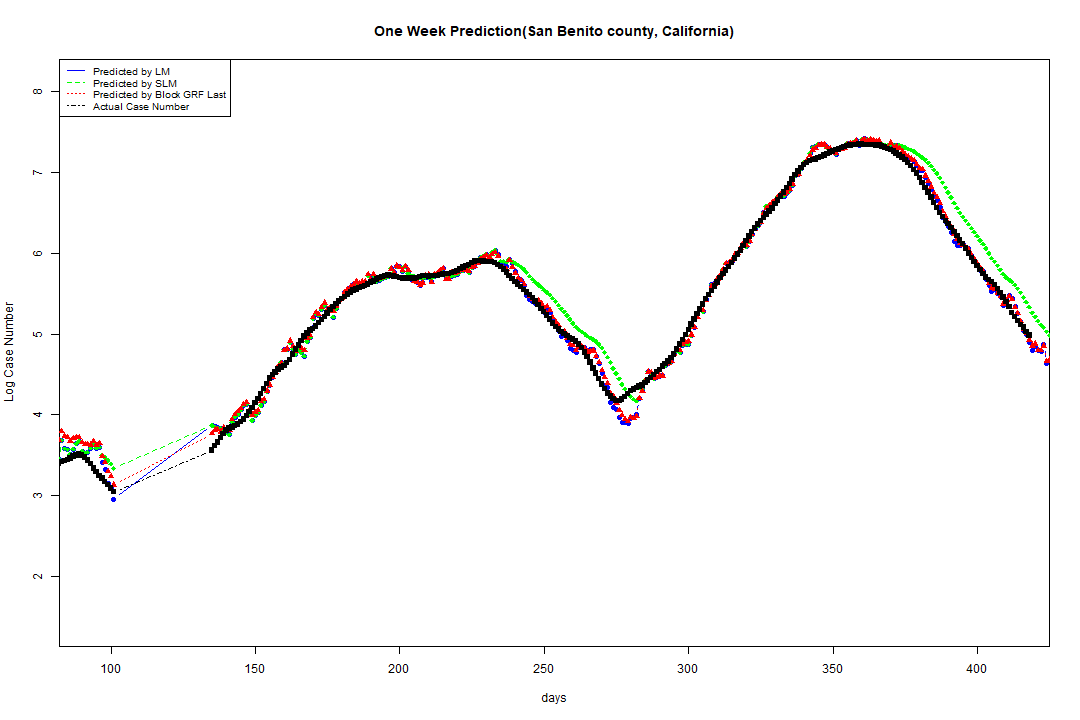 One Week Prediction(San Benito county, California)
Predicted by LM
Predicted by SLM
Predicted by Block GRF Last
Actual Case Number
8
7
6
5
4
3
2
Log Case Number
100 150 200 250 300 350 400
days